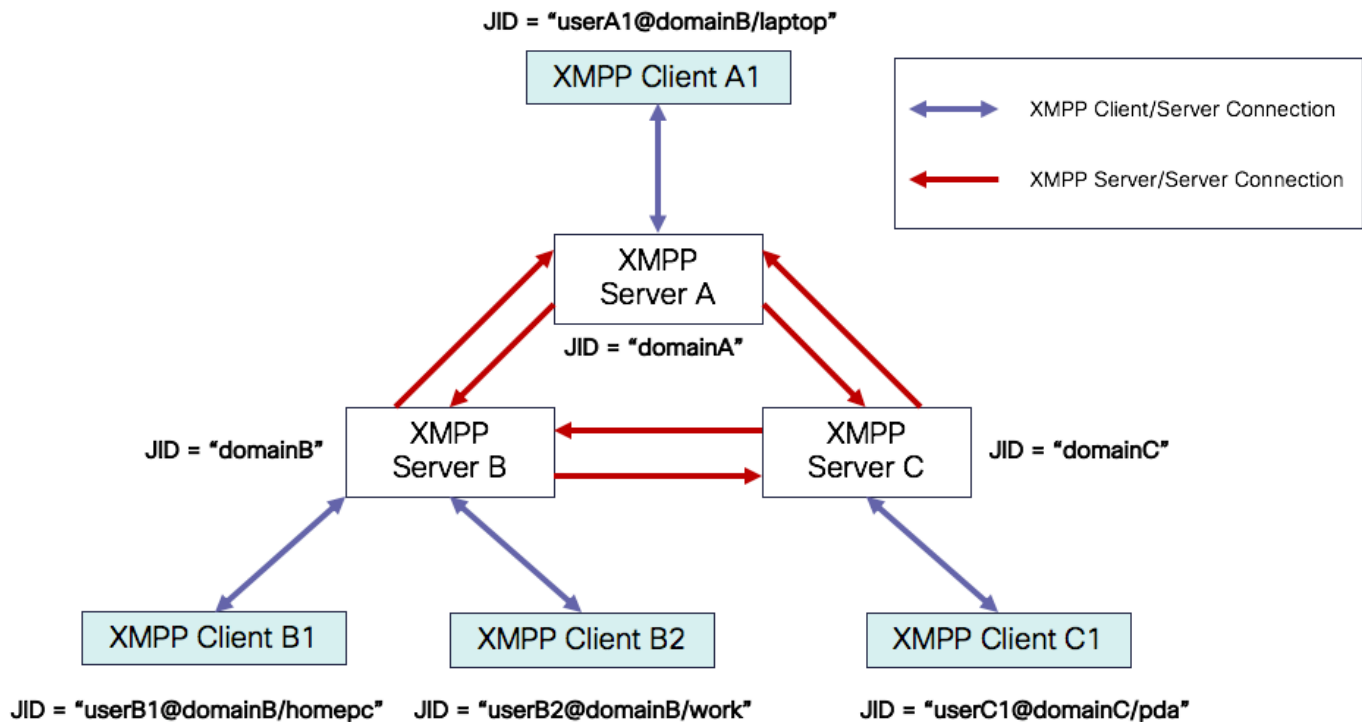 JID = “userA1@domainB/laptop”
XMPP Client A1
XMPP Client/Server Connection
XMPP Server/Server Connection
XMPP
Server A
JID = “domainA”
XMPP
Server B
JID = “domainB”
XMPP
Server C
JID = “domainC”
XMPP Client B1
XMPP Client B2
XMPP Client C1
JID = “userB1@domainB/homepc”
JID = “userB2@domainB/work”
JID = “userC1@domainC/pda”